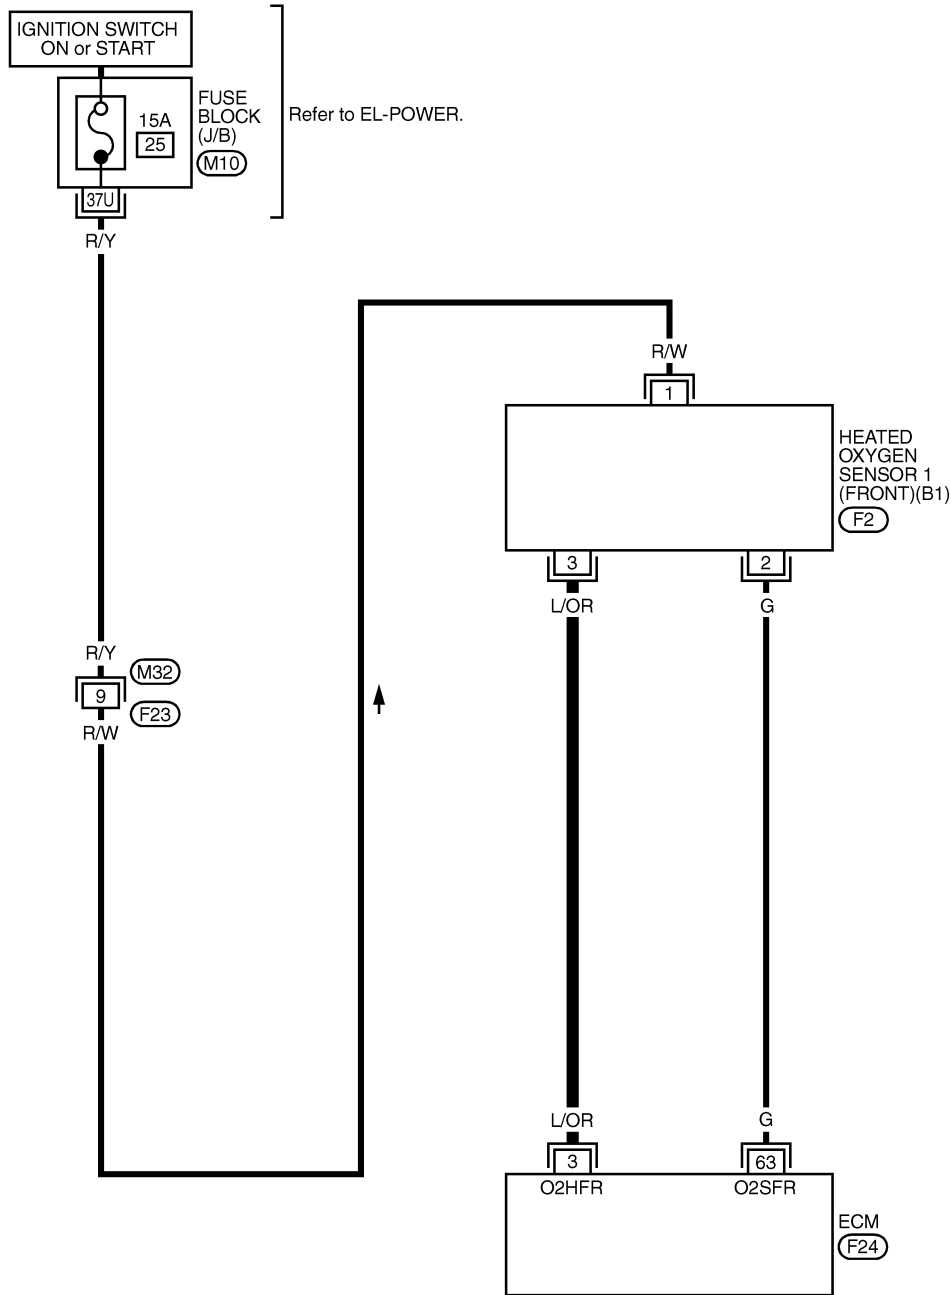 IGNITION SWITCH
ON or START
15A
25
FUSE
BLOCK
(J/B)
M10
Refer to EL-POWER.
37U
R/Y
R/W
1
HEATED
OXYGEN
SENSOR 1
(FRONT)(B1)
F2
3
2
L/OR
G
R/Y
M32
9
F23
R/W
L/OR
G
3
63
O2HFR
O2SFR
ECM
F24